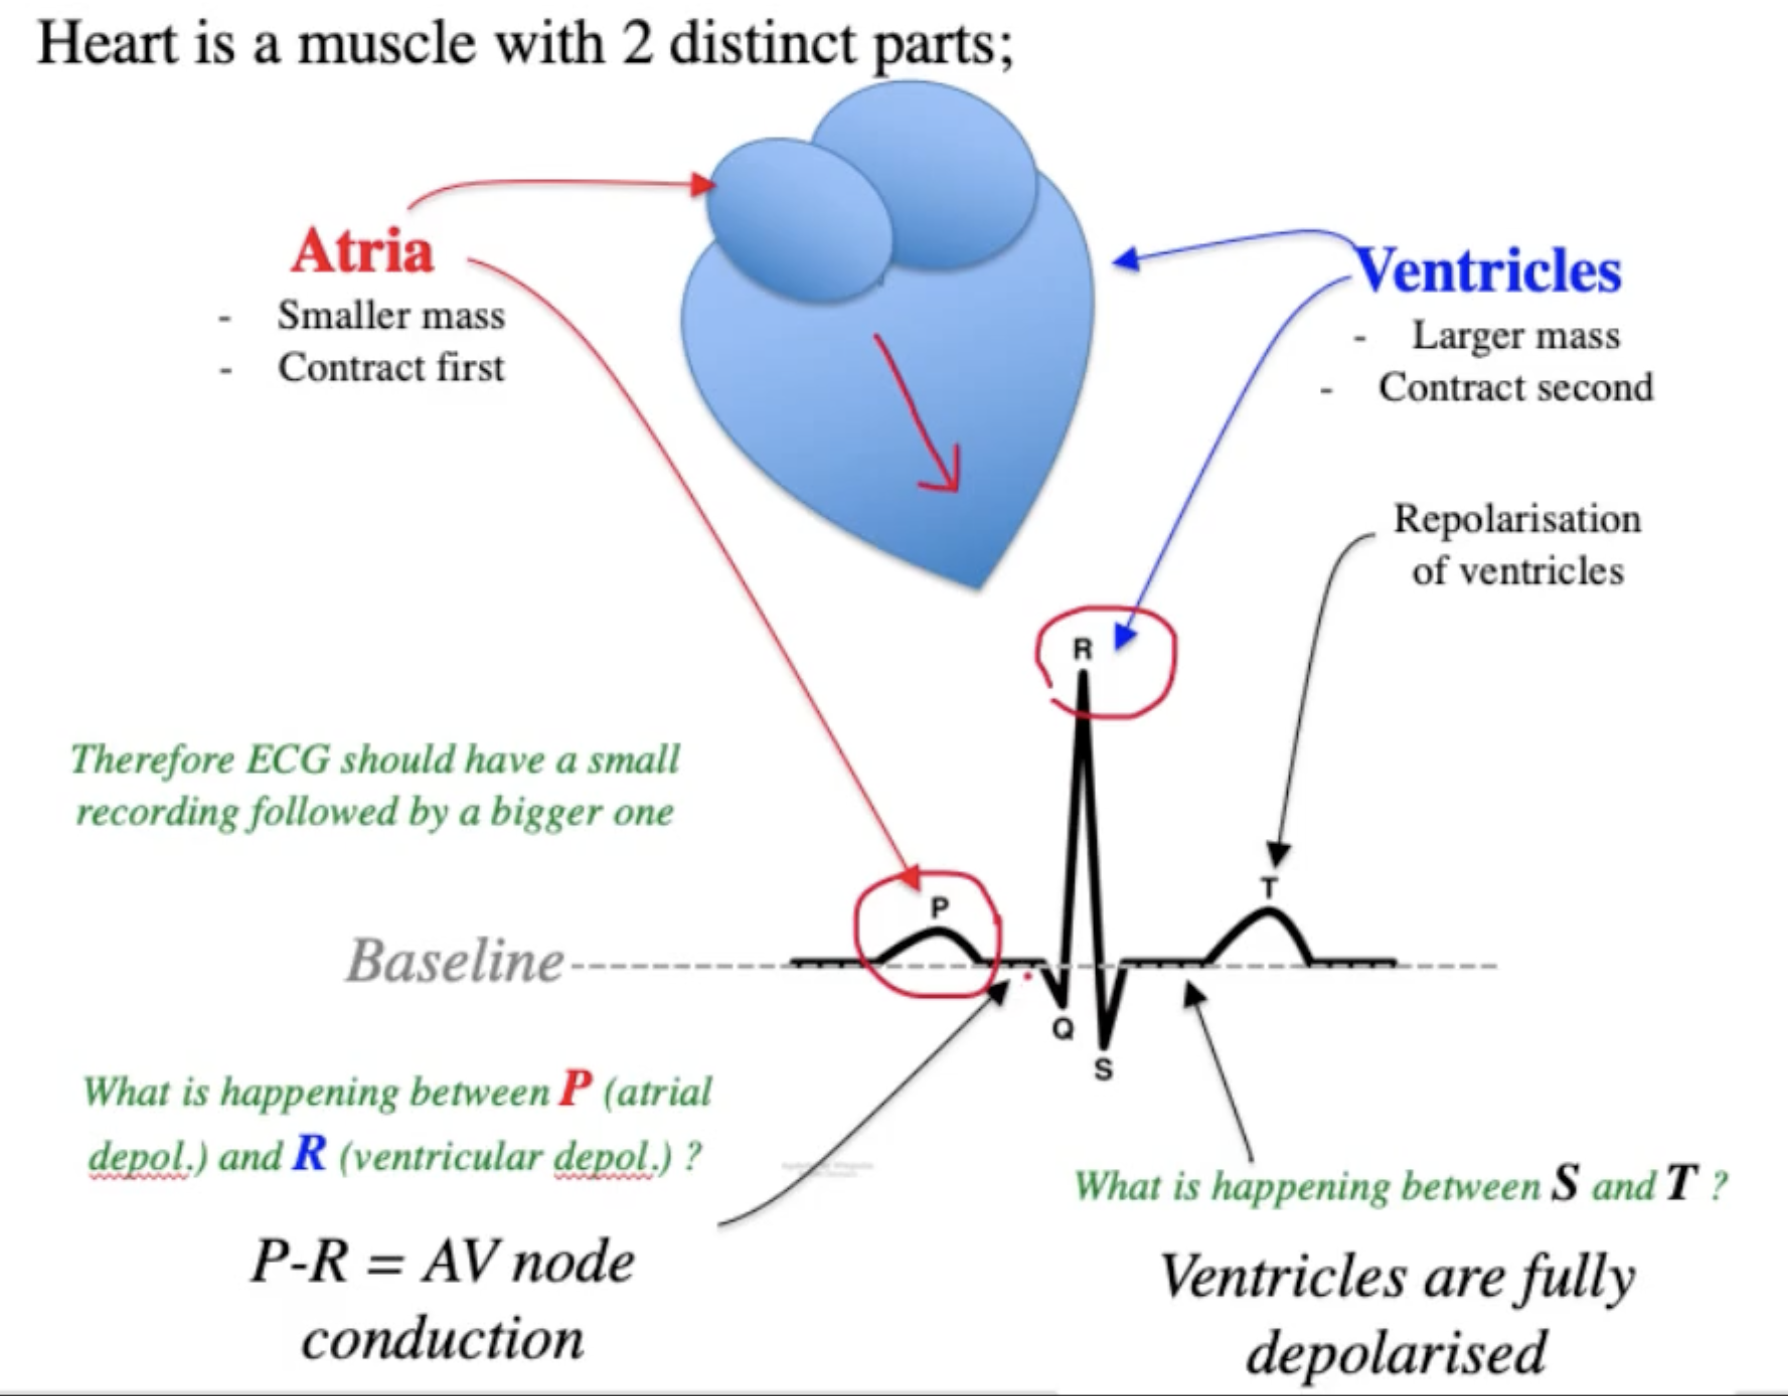 Heart is a muscle with 2 distinct parts;
Atria
- Smaller mass
- Contract first
Ventricles
- Larger mass
- Contract second
Repolarisation
of ventricles
R
Therefore ECG should have a small
recording followed by a bigger one
P
T
Baseline
Q
S
What is happening between P (atrial
depol.) and R (ventricular depol.) ?
P-R = AV node
conduction
What is happening between S and T ?
Ventricles are fully
depolarised